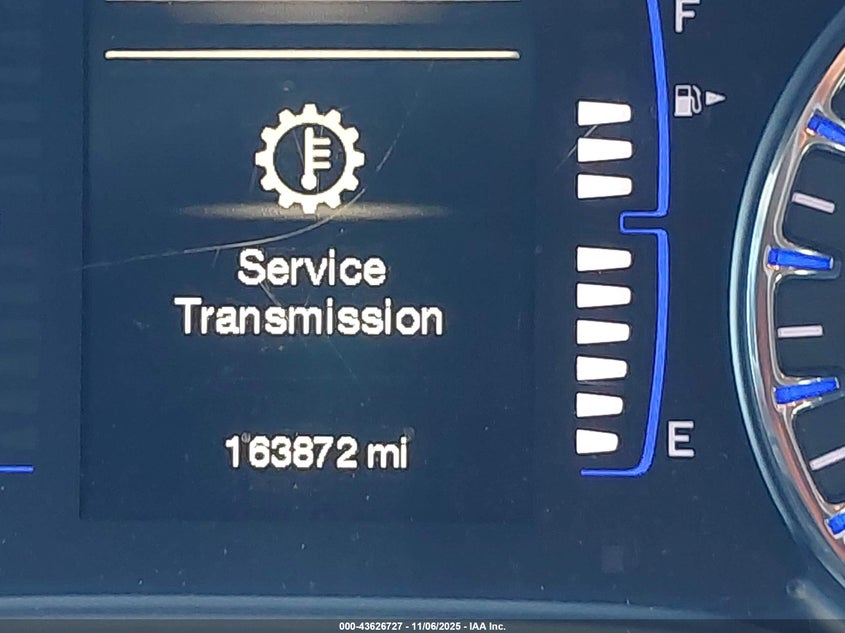 F
Service
Transmission
163872 mi
E
000-43626727 - 11/06/2025 - IAA Inc.